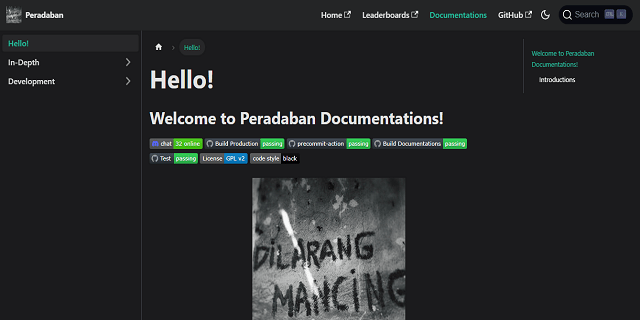 Peradaban
Home Leaderboards Documentations GitHub Search
Hello!
In-Depth
Development
Hello!
Hello!
Welcome to Peradaban Documentations!
chat 32 online Build Production passing precommit-action passing Build Documentations passing
Test passing License GPL v2 code style black
DILARANG
MANCING
Welcome to Peradaban
Documentations!
Introductions